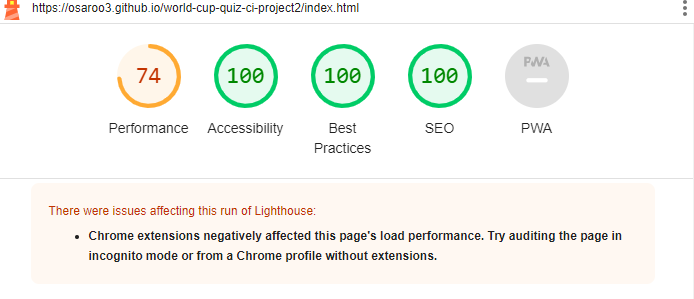 https://osaroo3.github.io/world-cup-quiz-ci-project2/index.html
74
100
100
100
PWA
Performance
Accessibility
Best
Practices
SEO
PWA
There were issues affecting this run of Lighthouse:
• Chrome extensions negatively affected this page's load performance. Try auditing the page in
incognito mode or from a Chrome profile without extensions.